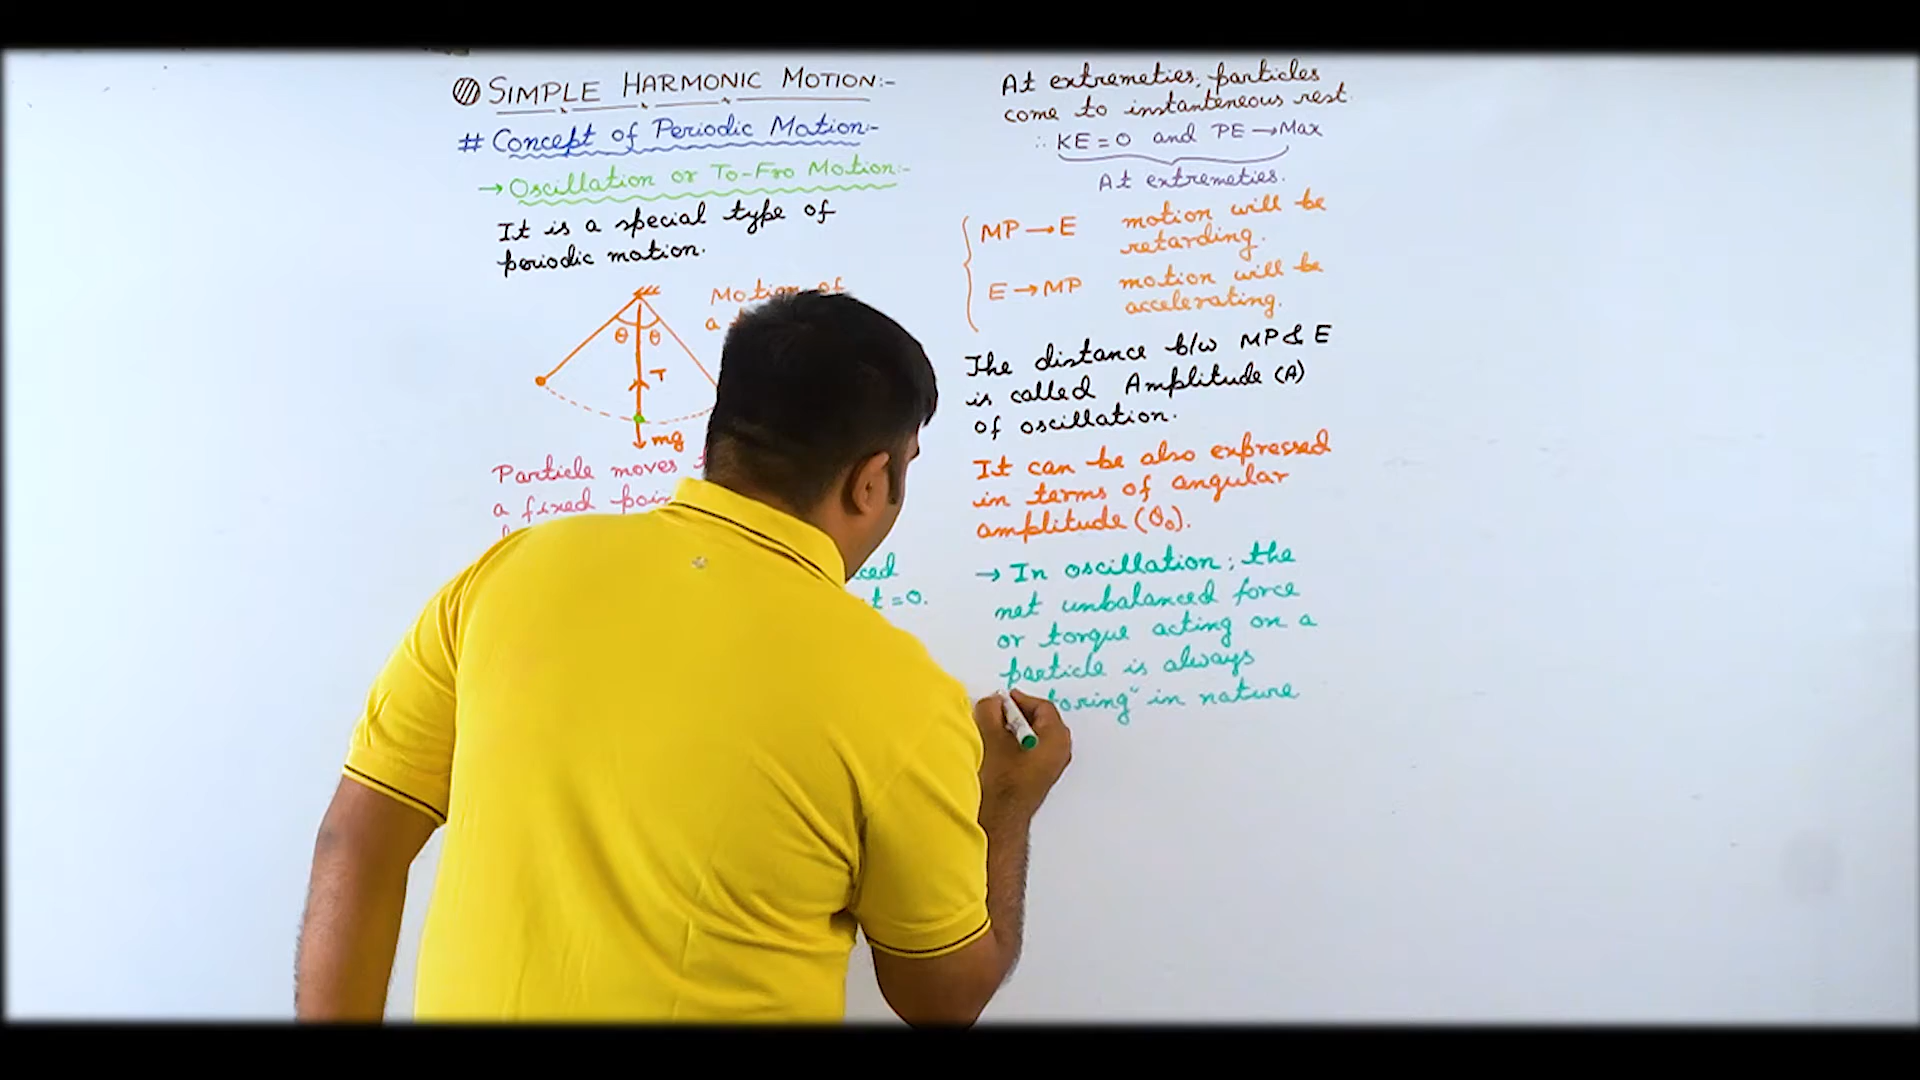 SIMPLE HARMONIC MOTION:-
# Concept of Periodic Motion:-
→ Oscillation or To-Fro Motion:-
It is a special type of
periodic motion.
Motion of
a
θ θ
T
mg
Particle moves
a fixed
t = 0.
At extremeties, particles
come to instanteneous rest.
∴ KE = 0 and PE → Max
At extremeties.
MP → E motion will be
retarding.
E → MP motion will be
accelerating.
The distance b/w MP & E
is called Amplitude (A)
of oscillation.
It can be also expressed
in terms of angular
amplitude (θ₀).
→ In oscillation; the
net unbalanced force
or torque acting on a
particle is always
toring" in nature